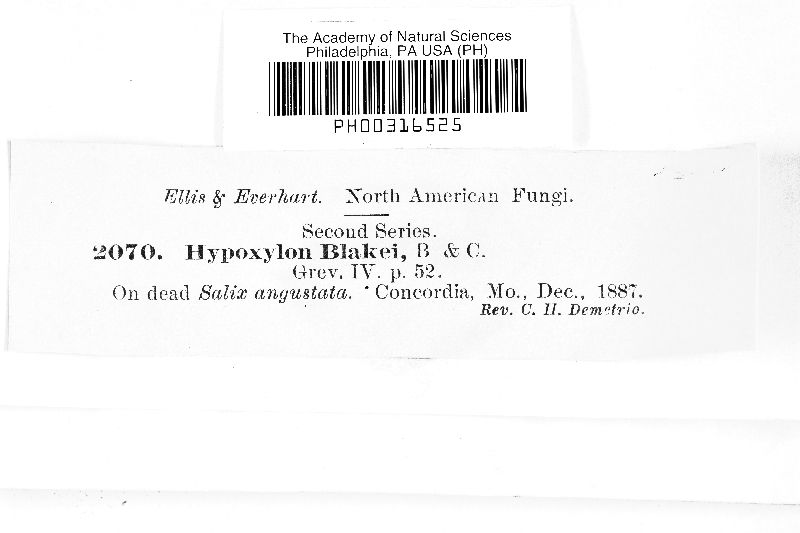 The Academy of Natural Sciences
Philadelphia, PA USA (PH)
PH00316525
Ellis & Everhart. North American Fungi.
Second Series.
2070. Hypoxylon Blakei, B & C.
Grev. IV. p. 52.
On dead Salix angustata. Concordia, Mo., Dec., 1887.
Rev. C. H. Demetrio.